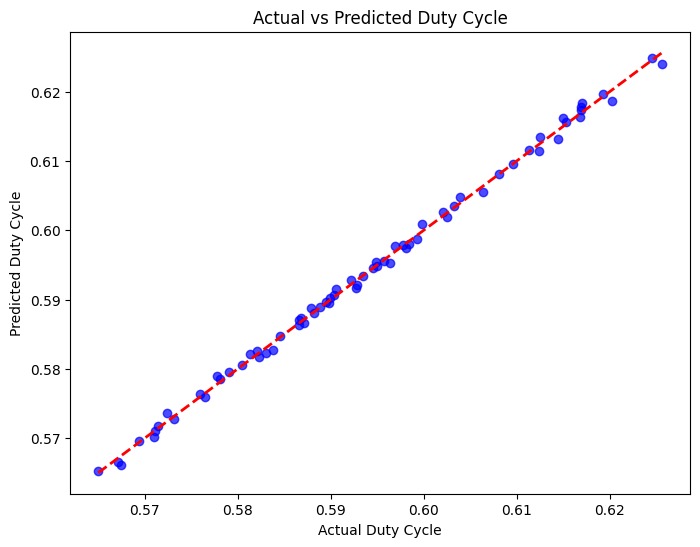 Actual vs Predicted Duty Cycle
Predicted Duty Cycle
0.62
0.61
0.60
0.59
0.58
0.57
0.57 0.58 0.59 0.60 0.61 0.62
Actual Duty Cycle